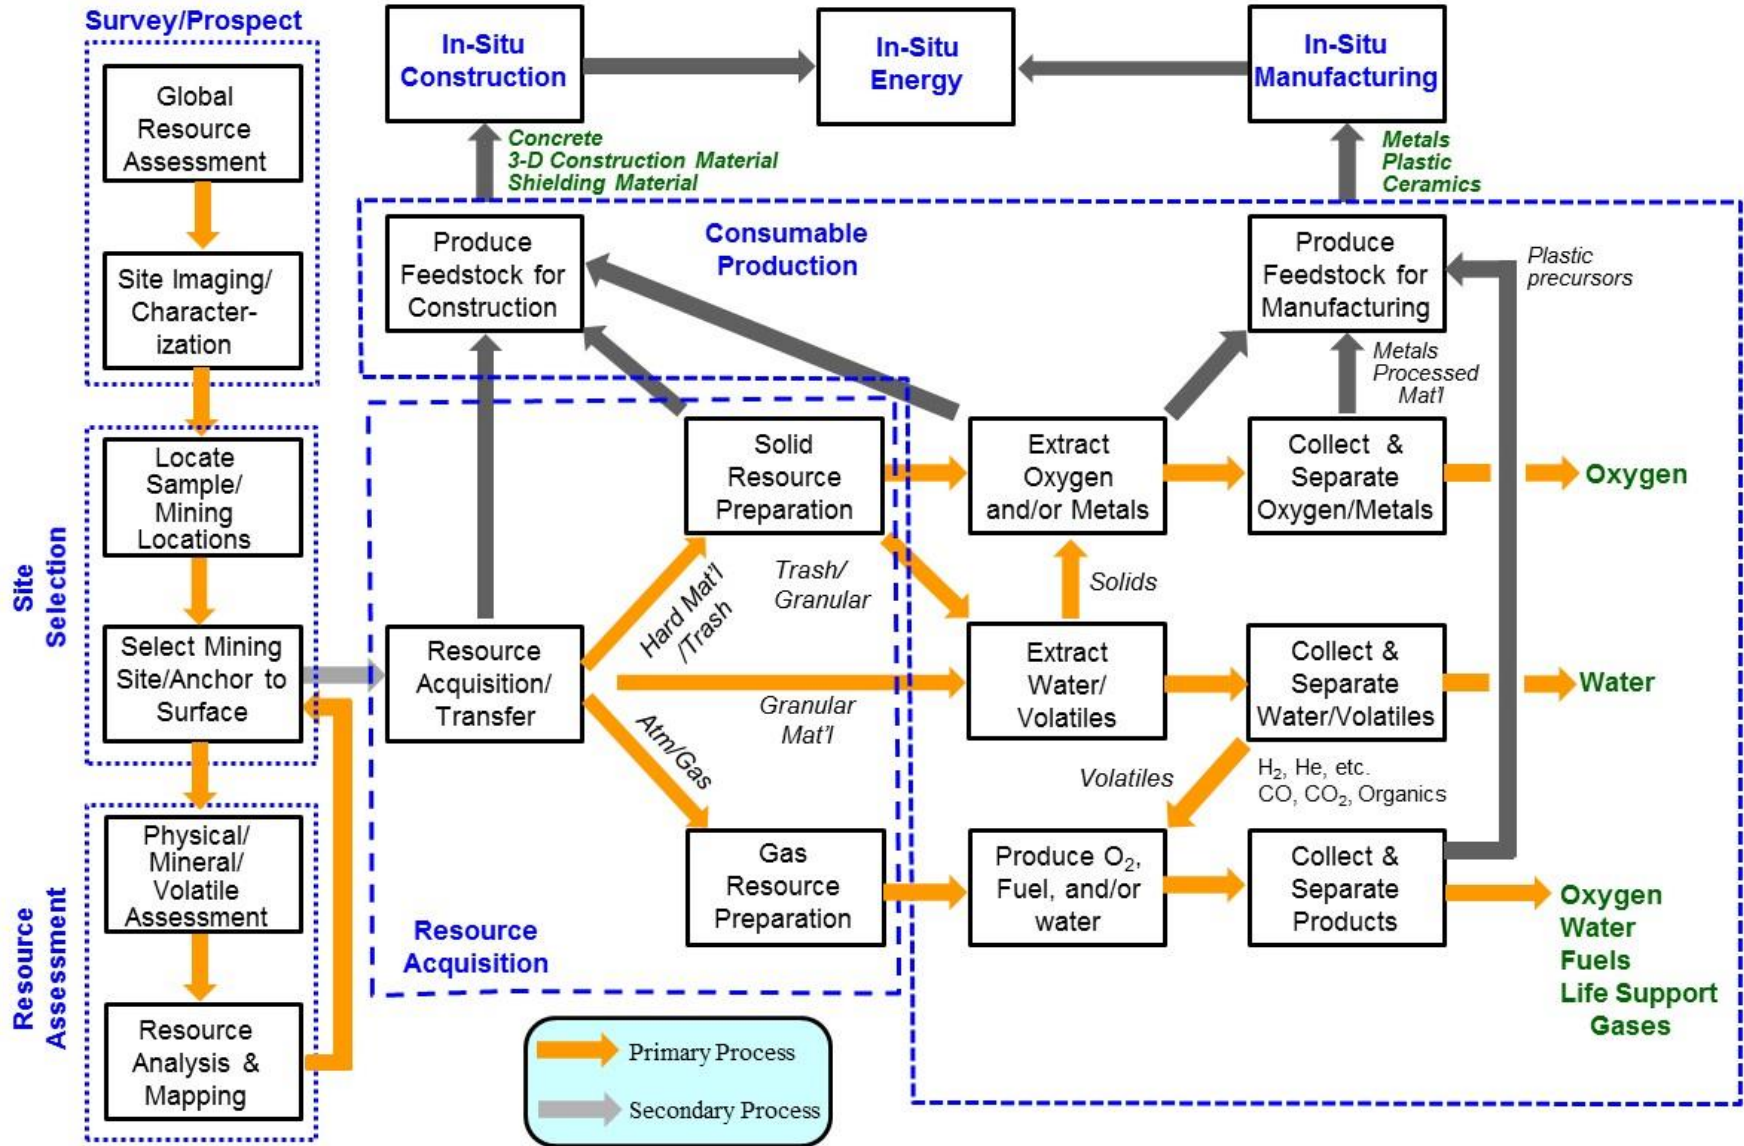 Survey/Prospect
Global
Resource
Assessment
Site Imaging/
Character-
ization
Site
Selection
Locate
Sample/
Mining
Locations
Select Mining
Site/Anchor to
Surface
Resource
Assessment
Physical/
Mineral/
Volatile
Assessment
Resource
Analysis &
Mapping
In-Situ
Construction
In-Situ
Energy
In-Situ
Manufacturing
Concrete
3-D Construction Material
Shielding Material
Metals
Plastic
Ceramics
Produce
Feedstock for
Construction
Consumable
Production
Produce
Feedstock for
Manufacturing
Plastic
precursors
Metals
Processed
Mat'l
Solid
Resource
Preparation
Extract
Oxygen
and/or Metals
Collect &
Separate
Oxygen/Metals
Oxygen
Hard Mat'l
/Trash
Trash/
Granular
Solids
Resource
Acquisition/
Transfer
Granular
Mat'l
Extract
Water/
Volatiles
Collect &
Separate
Water/Volatiles
Water
Atm/Gas
Volatiles
H2, He, etc.
CO, CO2, Organics
Gas
Resource
Preparation
Produce O2,
Fuel, and/or
water
Collect &
Separate
Products
Oxygen
Water
Fuels
Life Support
Gases
Resource
Acquisition
Primary Process
Secondary Process